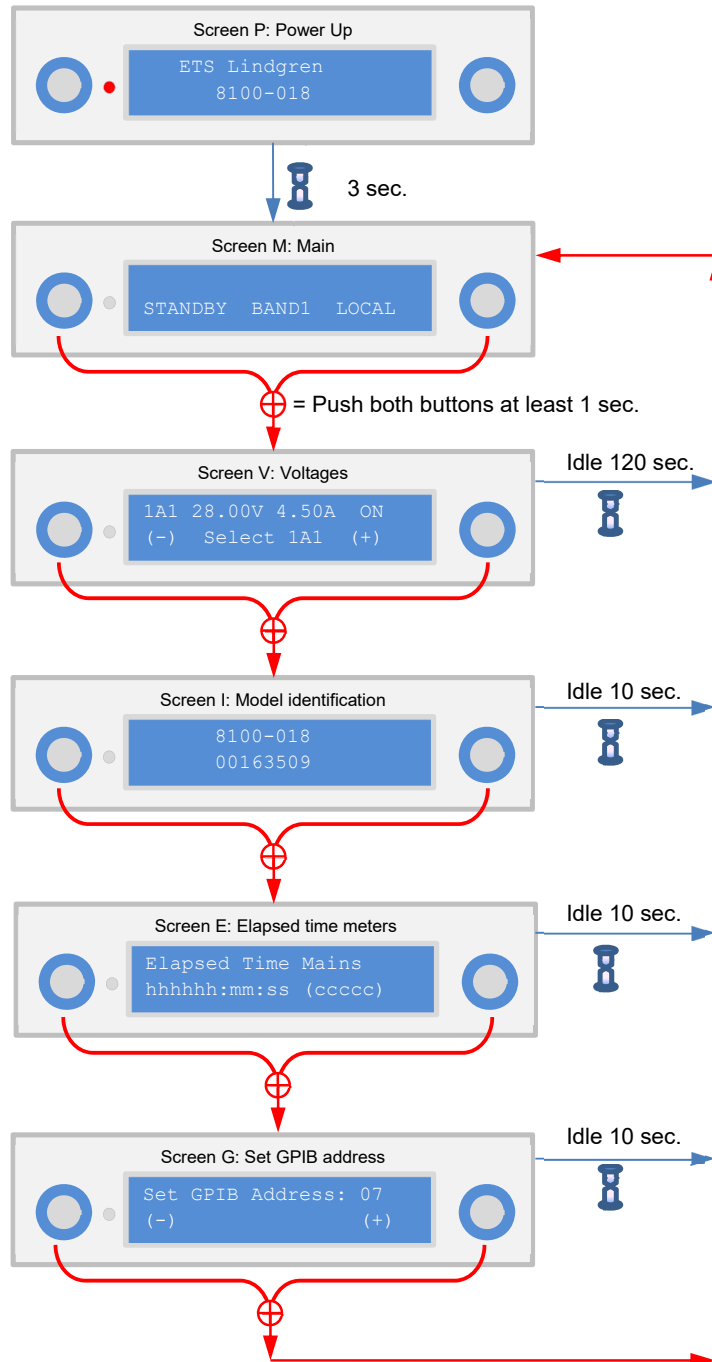 Screen P: Power Up
ETS Lindgren
8100-018
3 sec.
Screen M: Main
STANDBY BAND1 LOCAL
= Push both buttons at least 1 sec.
Screen V: Voltages
Idle 120 sec.
1A1 28.00V 4.50A ON
(-) Select 1A1 (+)
Screen I: Model identification
Idle 10 sec.
8100-018
00163509
Screen E: Elapsed time meters
Idle 10 sec.
Elapsed Time Mains
hhhhhh:mm:ss (ccccc)
Screen G: Set GPIB address
Idle 10 sec.
Set GPIB Address: 07
(-) (+)